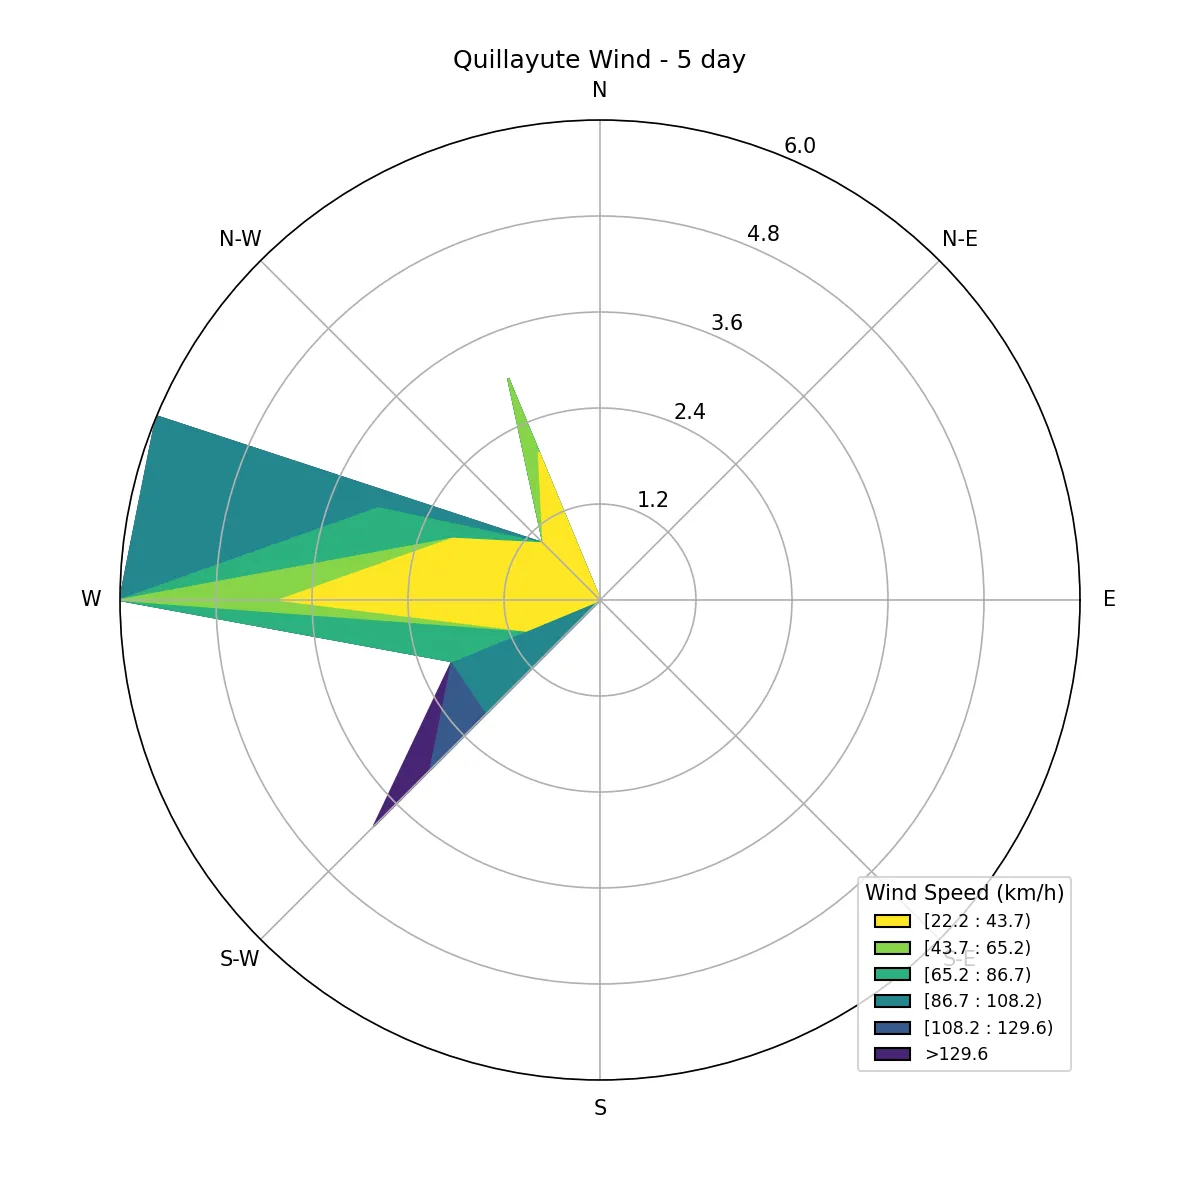 Quillayute Wind - 5 day
N
6.0
N-W
4.8
N-E
3.6
2.4
1.2
W
E
S-W
S-E
S
Wind Speed (km/h)
[22.2 : 43.7)
[43.7 : 65.2)
[65.2 : 86.7)
[86.7 : 108.2)
[108.2 : 129.6)
>129.6